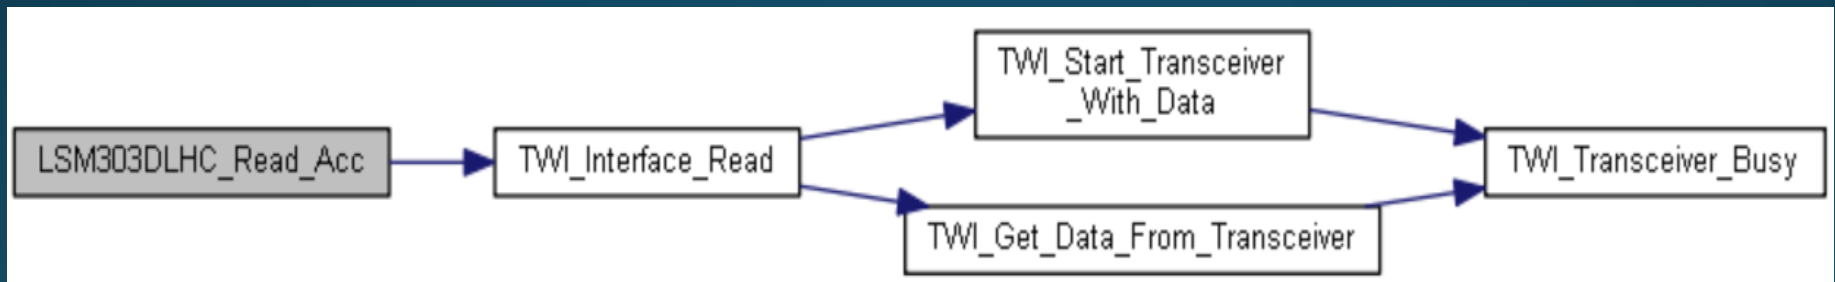 LSM303DLHC_Read_Acc
TWI_Interface_Read
TWI_Start_Transceiver
_With_Data
TWI_Get_Data_From_Transceiver
TWI_Transceiver_Busy